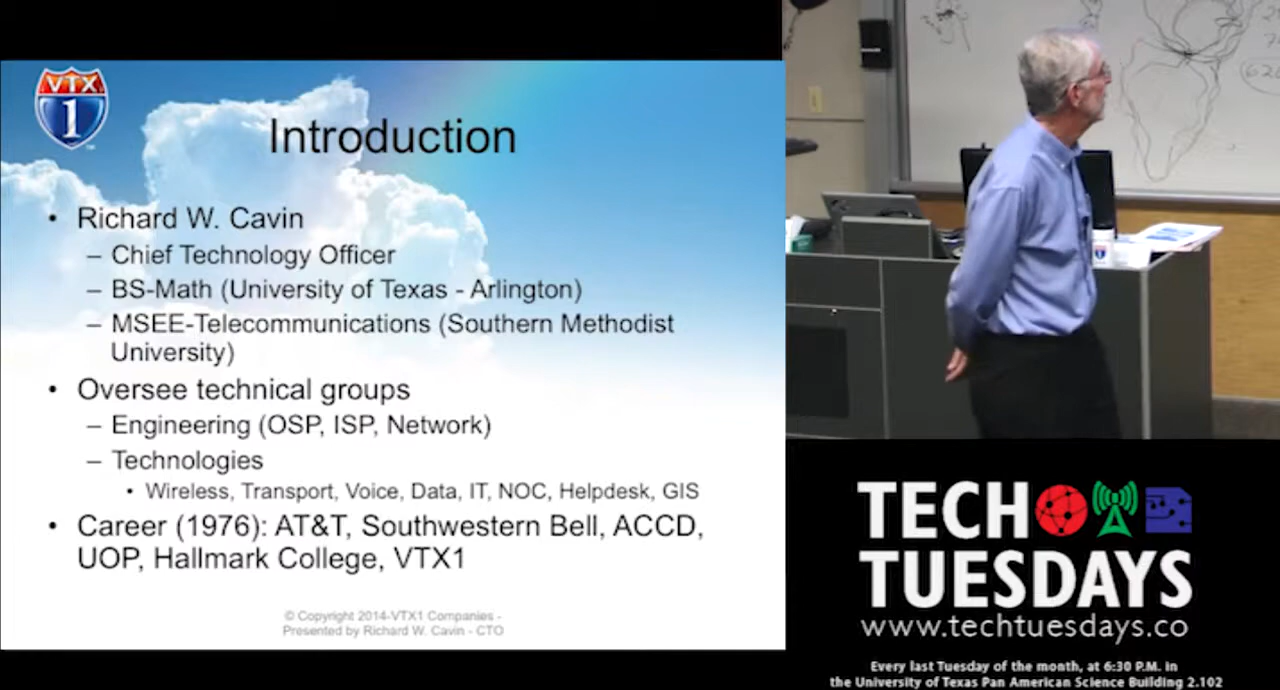 VTX
1
Introduction
• Richard W. Cavin
– Chief Technology Officer
– BS-Math (University of Texas - Arlington)
– MSEE-Telecommunications (Southern Methodist
University)
• Oversee technical groups
– Engineering (OSP, ISP, Network)
– Technologies
• Wireless, Transport, Voice, Data, IT, NOC, Helpdesk, GIS
• Career (1976): AT&T, Southwestern Bell, ACCD,
UOP, Hallmark College, VTX1
© Copyright 2014-VTX1 Companies -
Presented by Richard W. Cavin - CTO
TECH
TUESDAYS
www.techtuesdays.co
Every last Tuesday of the month, at 6:30 P.M. in
the University of Texas Pan American Science Building 2.102